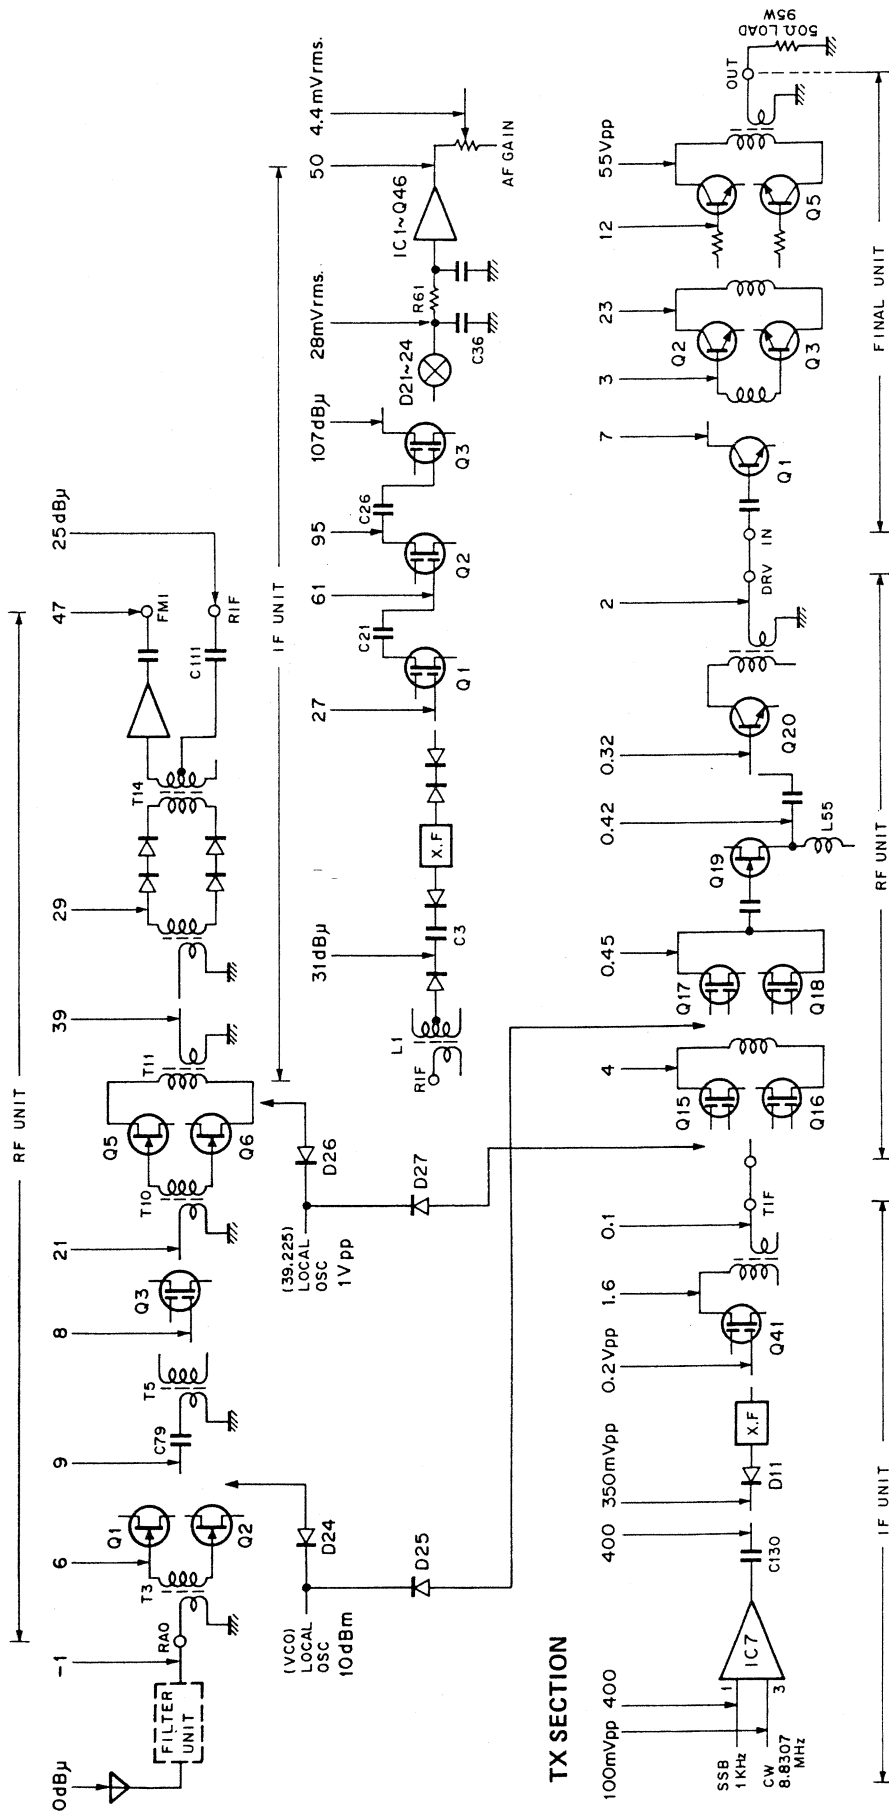 RF UNIT
0dBμ
-1
6
9
8
21
39
29
47
25dBμ
FILTER
UNIT
RAO
T3
Q1
Q2
C79
T5
Q3
T10
Q5
Q6
T11
T14
C111
FMI
RIF
(VCO)
LOCAL
OSC
10dBm
D24
D25
(39.225)
LOCAL
OSC
1Vpp
D26
D27
IF UNIT
31dBμ
27
61
95
107dBμ
28mVrms.
50
4.4mVrms.
RIF
L1
C3
X.F
Q1
C21
Q2
C26
Q3
D21~24
C36
R61
IC1~Q46
AF GAIN
TX SECTION
100mVpp
400
400
350mVpp
0.2Vpp
1.6
0.1
4
0.45
0.42
0.32
2
7
3
23
12
55Vpp
SSB
1KHz
CW
8.8307
MHz
1
3
IC7
C130
D11
X.F
Q41
TIF
Q15
Q16
Q17
Q18
Q19
L55
Q20
DRV
IN
Q1
Q2
Q3
Q5
OUT
50Ω LOAD
95W
IF UNIT
RF UNIT
FINAL UNIT